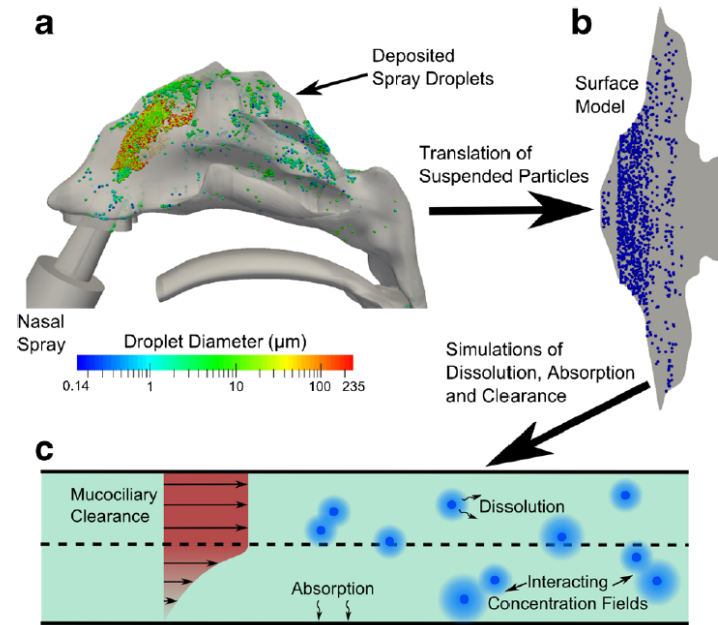 a
Deposited
Spray Droplets
b
Surface
Model
Translation of
Suspended Particles
Nasal
Spray
Droplet Diameter (μm)
0.14 1 10 100 235
Simulations of
Dissolution, Absorption
and Clearance
c
Mucociliary
Clearance
Dissolution
Absorption
Interacting
Concentration Fields